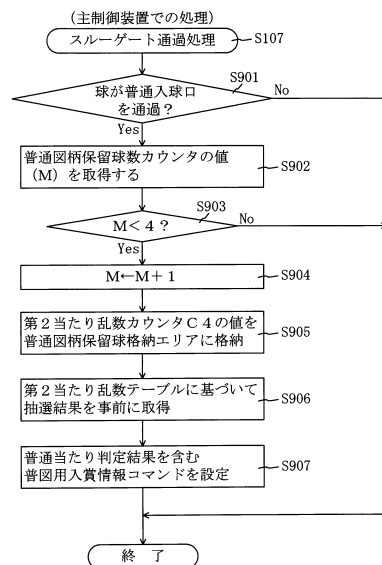 (主制御装置での処理)
スルーゲート通過処理
S107
球が普通入球口
を通過?
S901
No
Yes
普通図柄保留球数カウンタの値
(M)を取得する
S902
M<4?
S903
No
Yes
M←M+1
S904
第2当たり乱数カウンタC4の値を
普通図柄保留球格納エリアに格納
S905
第2当たり乱数テーブルに基づいて
抽選結果を事前に取得
S906
普通当たり判定結果を含む
普図用入賞情報コマンドを設定
S907
終 了